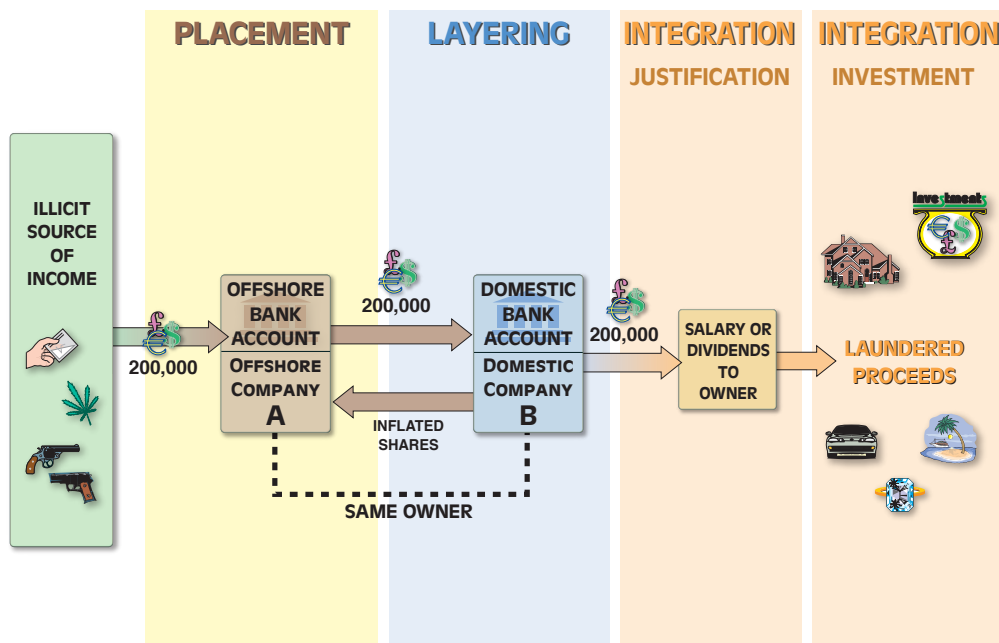 PLACEMENT
LAYERING
INTEGRATION
JUSTIFICATION
INTEGRATION
INVESTMENT
ILLICIT
SOURCE
OF
INCOME
£
€$
200,000
OFFSHORE
BANK
ACCOUNT
OFFSHORE
COMPANY
A
£
€$
200,000
INFLATED
SHARES
DOMESTIC
BANK
ACCOUNT
DOMESTIC
COMPANY
B
SAME OWNER
£
€$
200,000
SALARY OR
DIVIDENDS
TO
OWNER
investments
€$
£
LAUNDERED
PROCEEDS